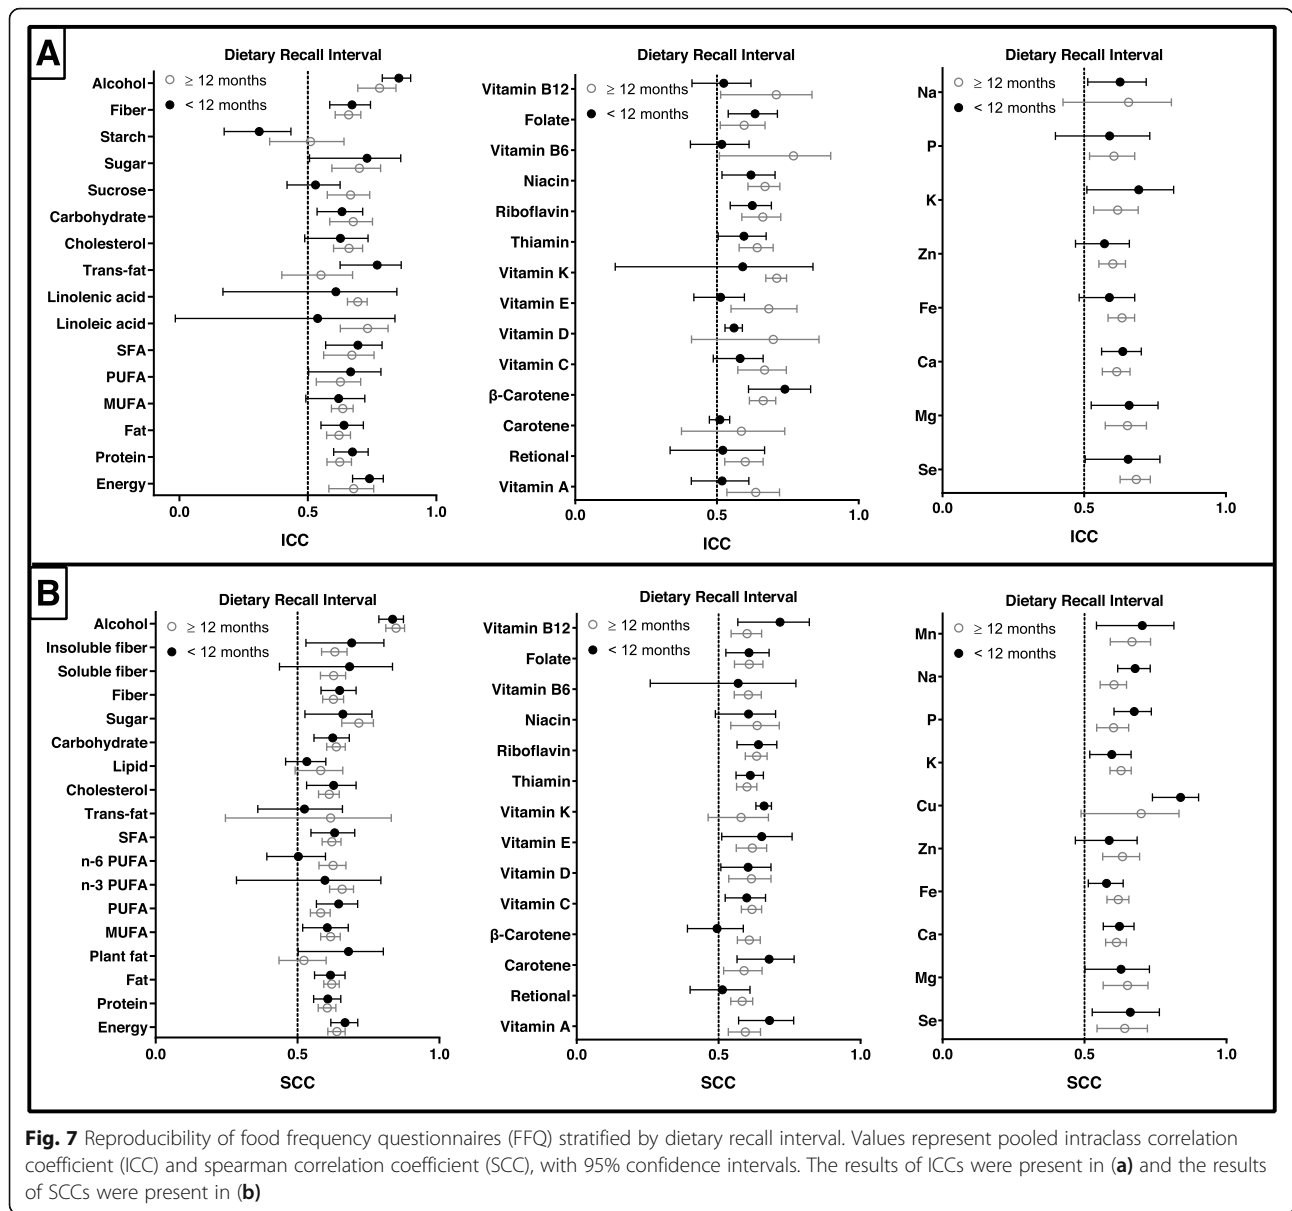 A
Dietary Recall Interval
≥ 12 months
< 12 months
Alcohol
Fiber
Starch
Sugar
Sucrose
Carbohydrate
Cholesterol
Trans-fat
Linolenic acid
Linoleic acid
SFA
PUFA
MUFA
Fat
Protein
Energy
0.0 0.5 1.0
ICC
Dietary Recall Interval
≥ 12 months
< 12 months
Vitamin B12
Folate
Vitamin B6
Niacin
Riboflavin
Thiamin
Vitamin K
Vitamin E
Vitamin D
Vitamin C
β-Carotene
Carotene
Retional
Vitamin A
0.0 0.5 1.0
ICC
Dietary Recall Interval
≥ 12 months
< 12 months
Na
P
K
Zn
Fe
Ca
Mg
Se
0.0 0.5 1.0
ICC
B
Dietary Recall Interval
≥ 12 months
< 12 months
Alcohol
Insoluble fiber
Soluble fiber
Fiber
Sugar
Carbohydrate
Lipid
Cholesterol
Trans-fat
SFA
n-6 PUFA
n-3 PUFA
PUFA
MUFA
Plant fat
Fat
Protein
Energy
0.0 0.5 1.0
SCC
Dietary Recall Interval
≥ 12 months
< 12 months
Vitamin B12
Folate
Vitamin B6
Niacin
Riboflavin
Thiamin
Vitamin K
Vitamin E
Vitamin D
Vitamin C
β-Carotene
Carotene
Retional
Vitamin A
0.0 0.5 1.0
SCC
Dietary Recall Interval
≥ 12 months
< 12 months
Mn
Na
P
K
Cu
Zn
Fe
Ca
Mg
Se
0.0 0.5 1.0
SCC
Fig. 7 Reproducibility of food frequency questionnaires (FFQ) stratified by dietary recall interval. Values represent pooled intraclass correlation
coefficient (ICC) and spearman correlation coefficient (SCC), with 95% confidence intervals. The results of ICCs were present in (a) and the results
of SCCs were present in (b)